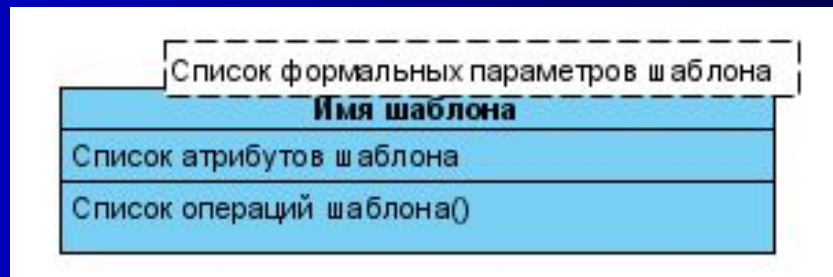 Список формальных параметров шаблона
Имя шаблона
Список атрибутов шаблона
Список операций шаблона()